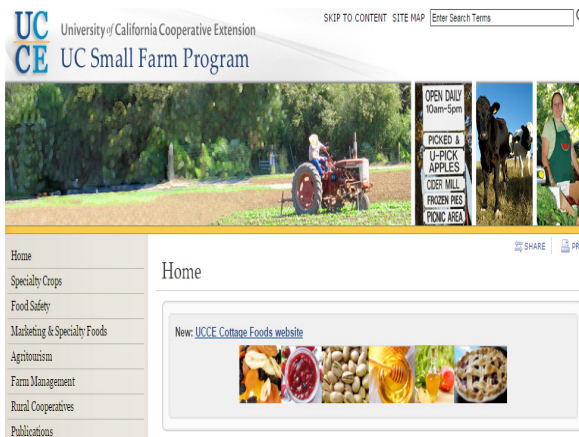 UC
CE
University of California Cooperative Extension
UC Small Farm Program
SKIP TO CONTENT SITE MAP Enter Search Terms
OPEN DAILY
10am-5pm
PICKED &
U-PICK
APPLES
CIDER MILL
FROZEN PIES
PICNIC AREA
SHARE
Home
Specialty Crops
Food Safety
Marketing & Specialty Foods
Agritourism
Farm Management
Rural Cooperatives
Publications
Home
New: UCCE Cottage Foods website